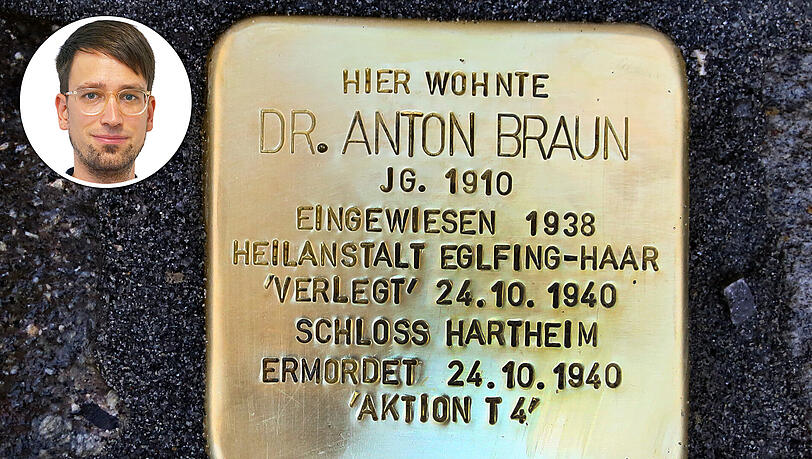 HIER WOHNTE
DR. ANTON BRAUN
JG. 1910
EINGEWIESEN 1938
HEILANSTALT EGLFING-HAAR
'VERLEGT' 24.10.1940
SCHLOSS HARTHEIM
ERMORDET 24.10.1940
'AKTION T4'